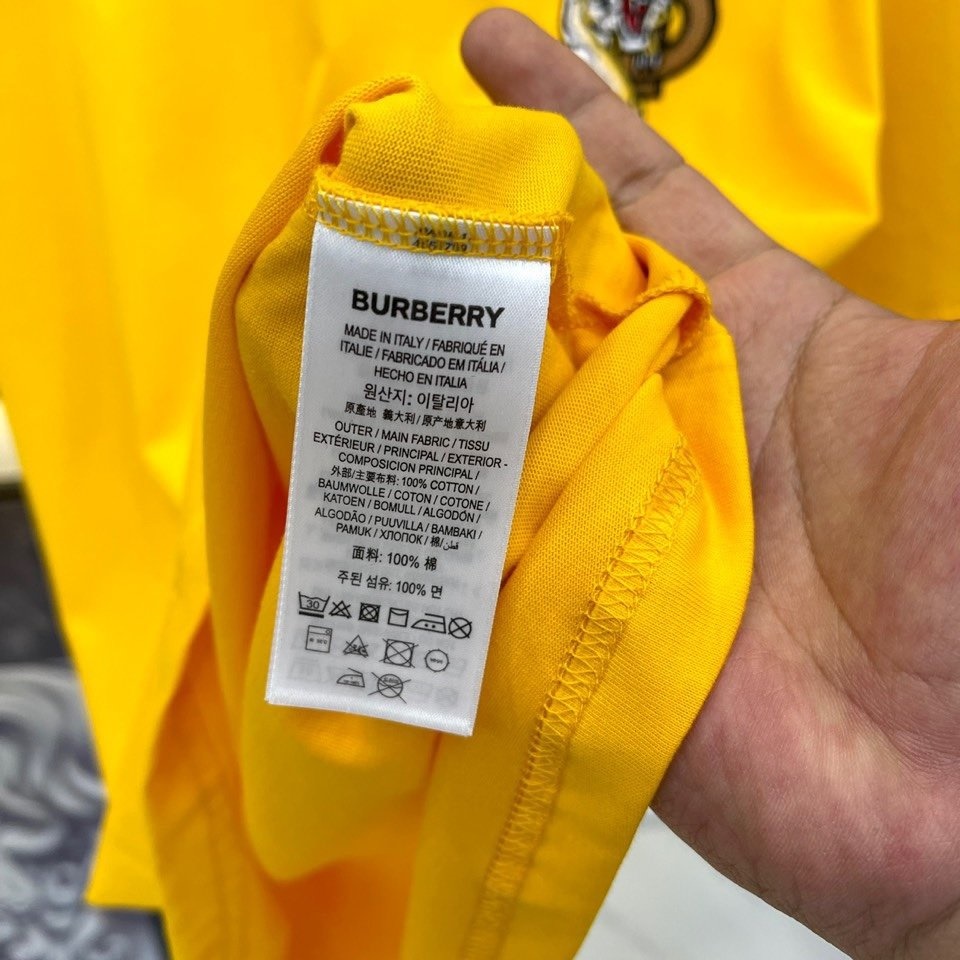 BURBERRY
MADE IN ITALY / FABRIQUÉ EN
ITALIE / FABRICADO EM ITÁLIA /
HECHO EN ITALIA
원산지: 이탈리아
原產地 義大利 / 原产地意大利
OUTER / MAIN FABRIC / TISSU
EXTÉRIEUR / PRINCIPAL / EXTERIOR -
COMPOSICION PRINCIPAL /
外部/主要布料: 100% COTTON /
BAUMWOLLE / COTON / COTONE /
KATOEN / BOMULL / ALGODÓN /
ALGODÃO / PUUVILLA / BAMBAKI /
PAMUK / ХЛОПОК / 棉/قطن
面料: 100% 棉
주된 섬유: 100% 면
30